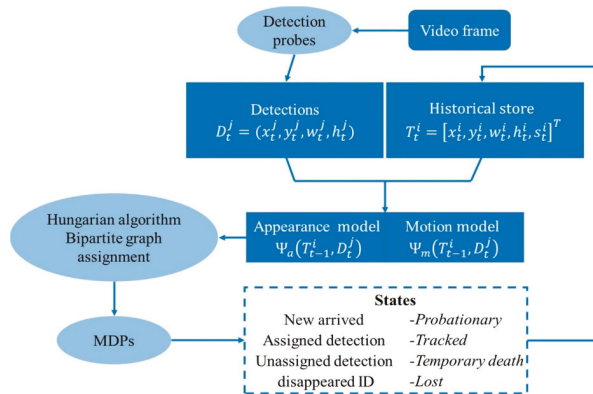 Detection
probes
Video frame
Detections
D_t^j = (x_t^j, y_t^j, w_t^j, h_t^j)
Historical store
T_t^i = [x_t^i, y_t^i, w_t^i, h_t^i, s_t^i]^T
Hungarian algorithm
Bipartite graph
assignment
Appearance model
Ψ_a(T_{t-1}^i, D_t^j)
Motion model
Ψ_m(T_{t-1}^i, D_t^j)
MDPs
States
New arrived -Probationary
Assigned detection -Tracked
Unassigned detection -Temporary death
disappeared ID -Lost